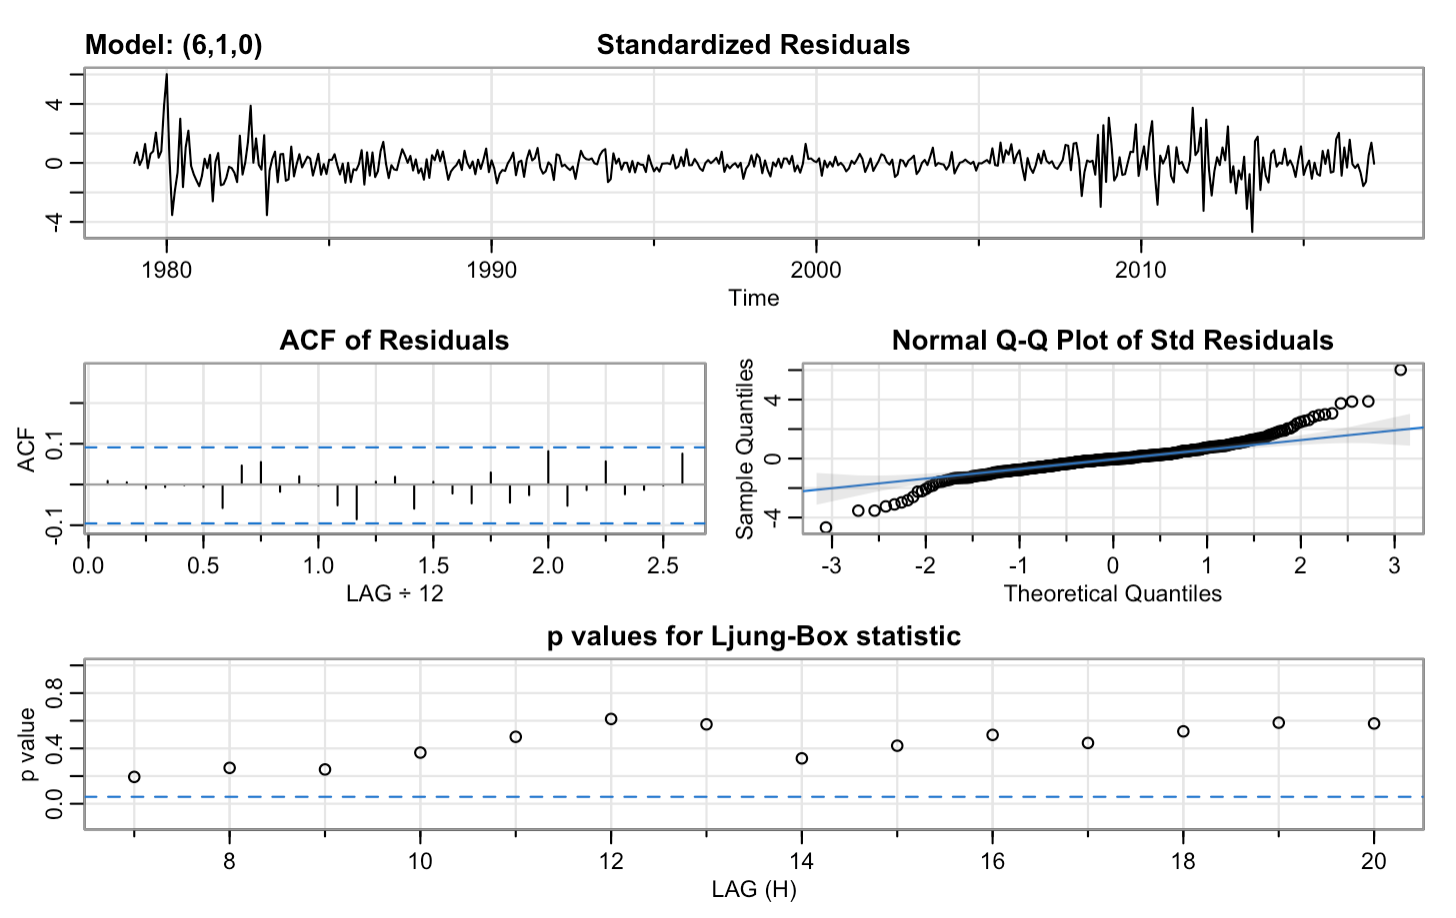 Model: (6,1,0) Standardized Residuals
4
0
-4
1980 1990 2000 2010
Time
ACF of Residuals
ACF
0.1
-0.1
0.0 0.5 1.0 1.5 2.0 2.5
LAG ÷ 12
Normal Q-Q Plot of Std Residuals
Sample Quantiles
4
0
-4
-3 -2 -1 0 1 2 3
Theoretical Quantiles
p values for Ljung-Box statistic
p value
0.8
0.4
0.0
8 10 12 14 16 18 20
LAG (H)